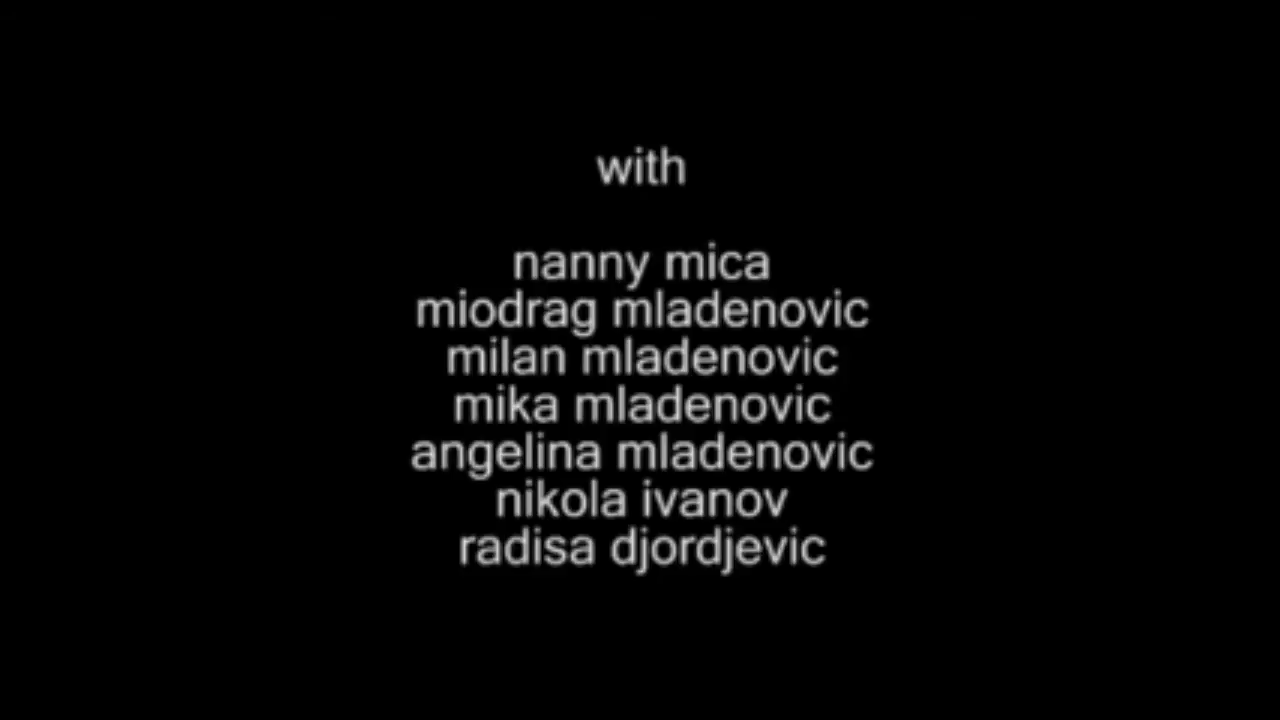 with
nanny mica
miodrag mladenovic
milan mladenovic
mika mladenovic
angelina mladenovic
nikola ivanov
radisa djordjevic